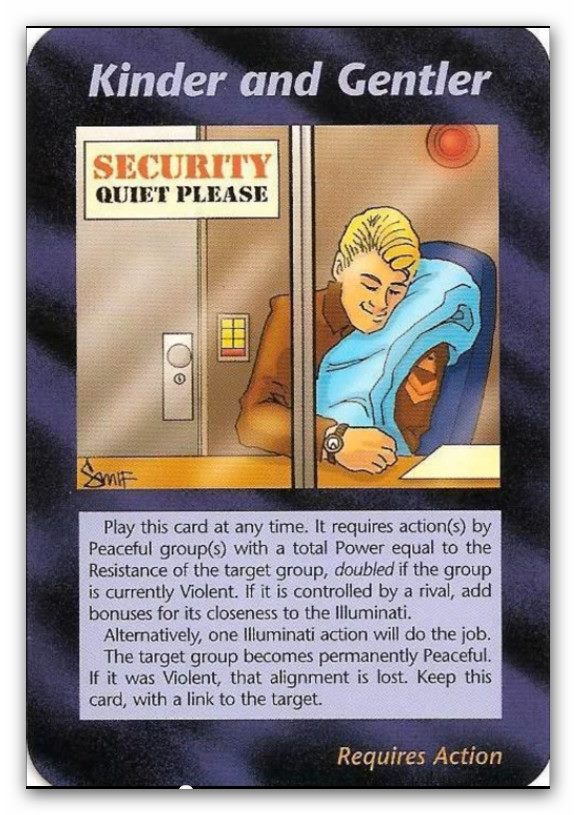 Kinder and Gentler
SECURITY
QUIET PLEASE
Play this card at any time. It requires action(s) by
Peaceful group(s) with a total Power equal to the
Resistance of the target group, doubled if the group
is currently Violent. If it is controlled by a rival, add
bonuses for its closeness to the Illuminati.
Alternatively, one Illuminati action will do the job.
The target group becomes permanently Peaceful.
If it was Violent, that alignment is lost. Keep this
card, with a link to the target.
Requires Action